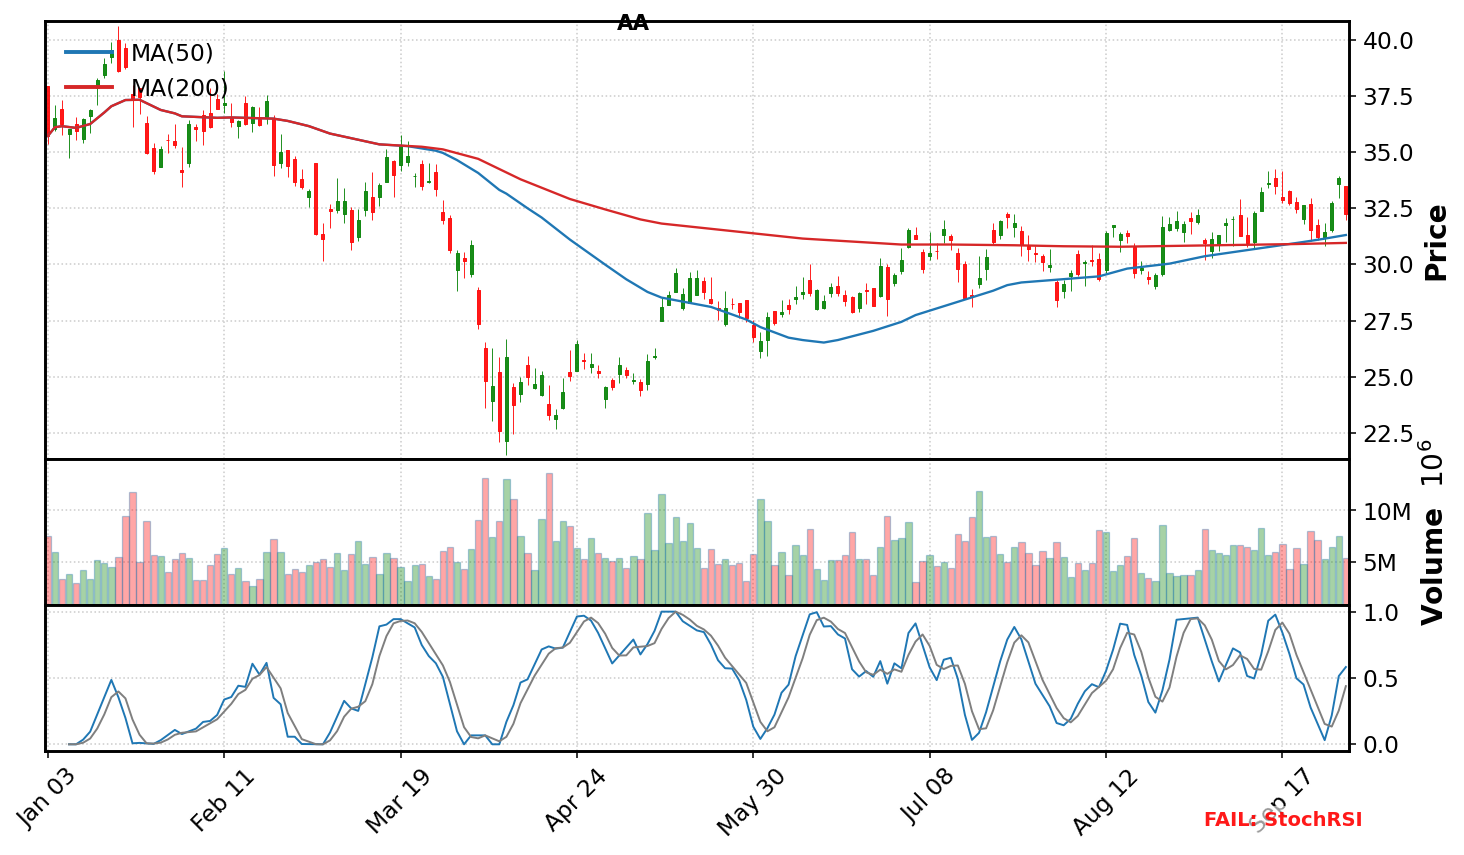 AA
MA(50)
MA(200)
40.0
37.5
35.0
32.5
30.0
27.5
25.0
22.5
Price
10M
5M
Volume 10⁶
1.0
0.5
0.0
Jan 03
Feb 11
Mar 19
Apr 24
May 30
Jul 08
Aug 12
Sep 17
FAIL: StochRSI